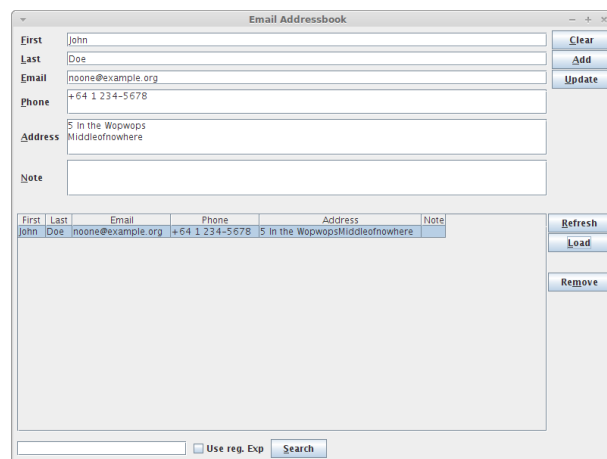 Email Addressbook
First John Clear
Last Doe Add
Email noone@example.org Update
Phone +64 1 234-5678
Address 5 In the Wopwops
Middleofnowhere
Note
First Last Email Phone Address Note
John Doe noone@example.org +64 1 234-5678 5 In the WopwopsMiddleofnowhere
Refresh
Load
Remove
Use reg. Exp Search